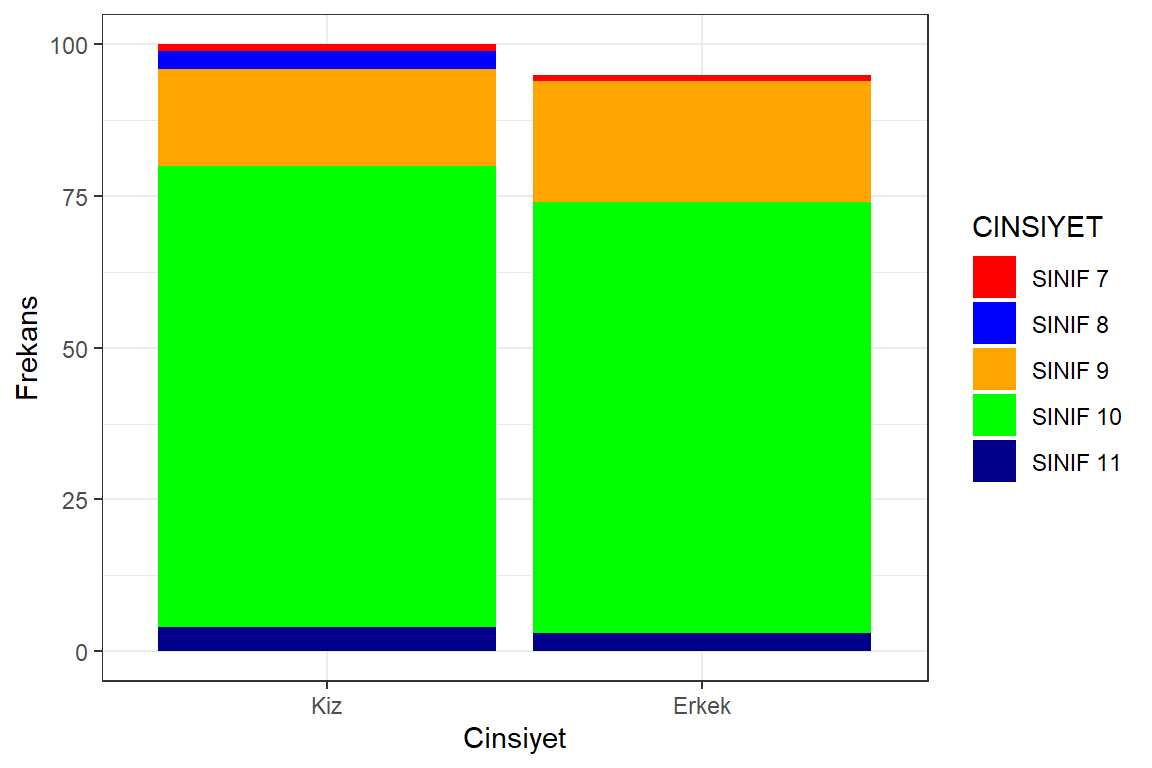 Frekans
100
75
50
25
0
Kiz
Erkek
Cinsiyet
CINSIYET
SINIF 7
SINIF 8
SINIF 9
SINIF 10
SINIF 11